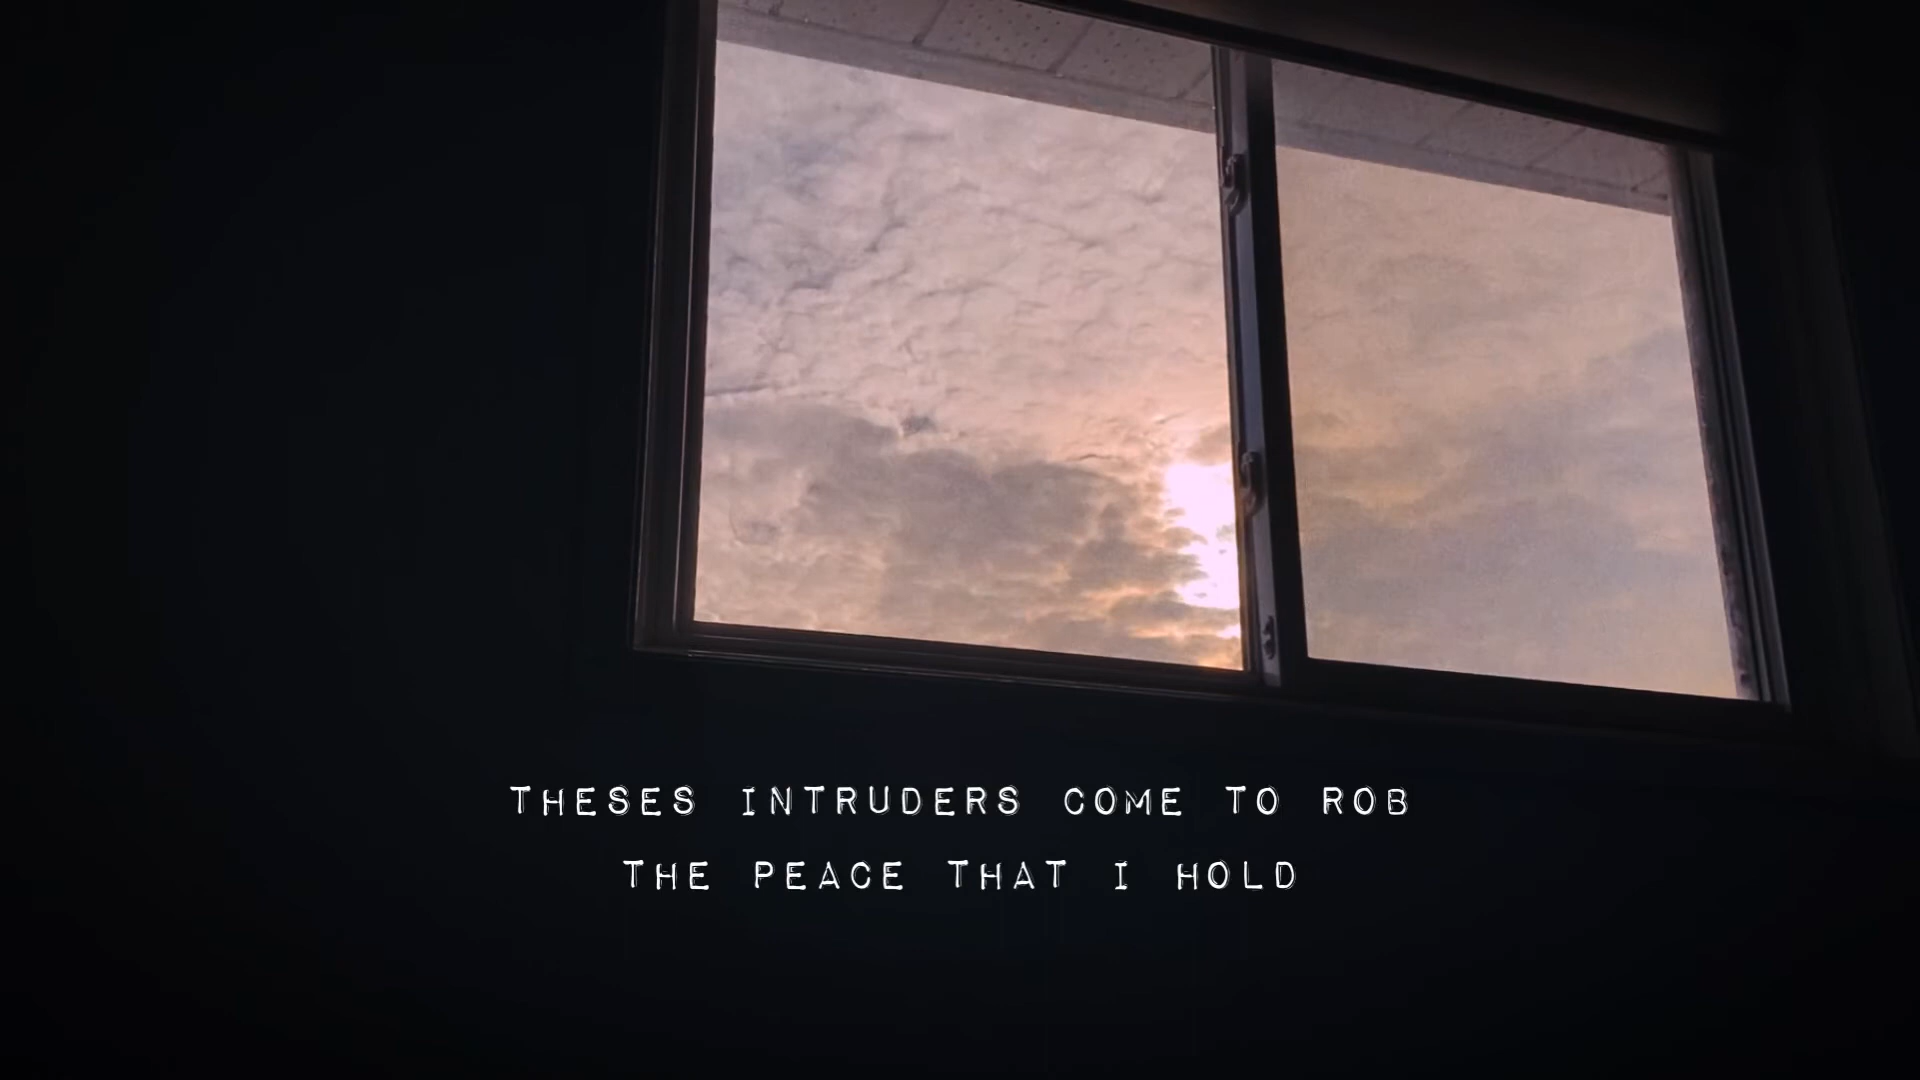 THESES INTRUDERS COME TO ROB
THE PEACE THAT I HOLD